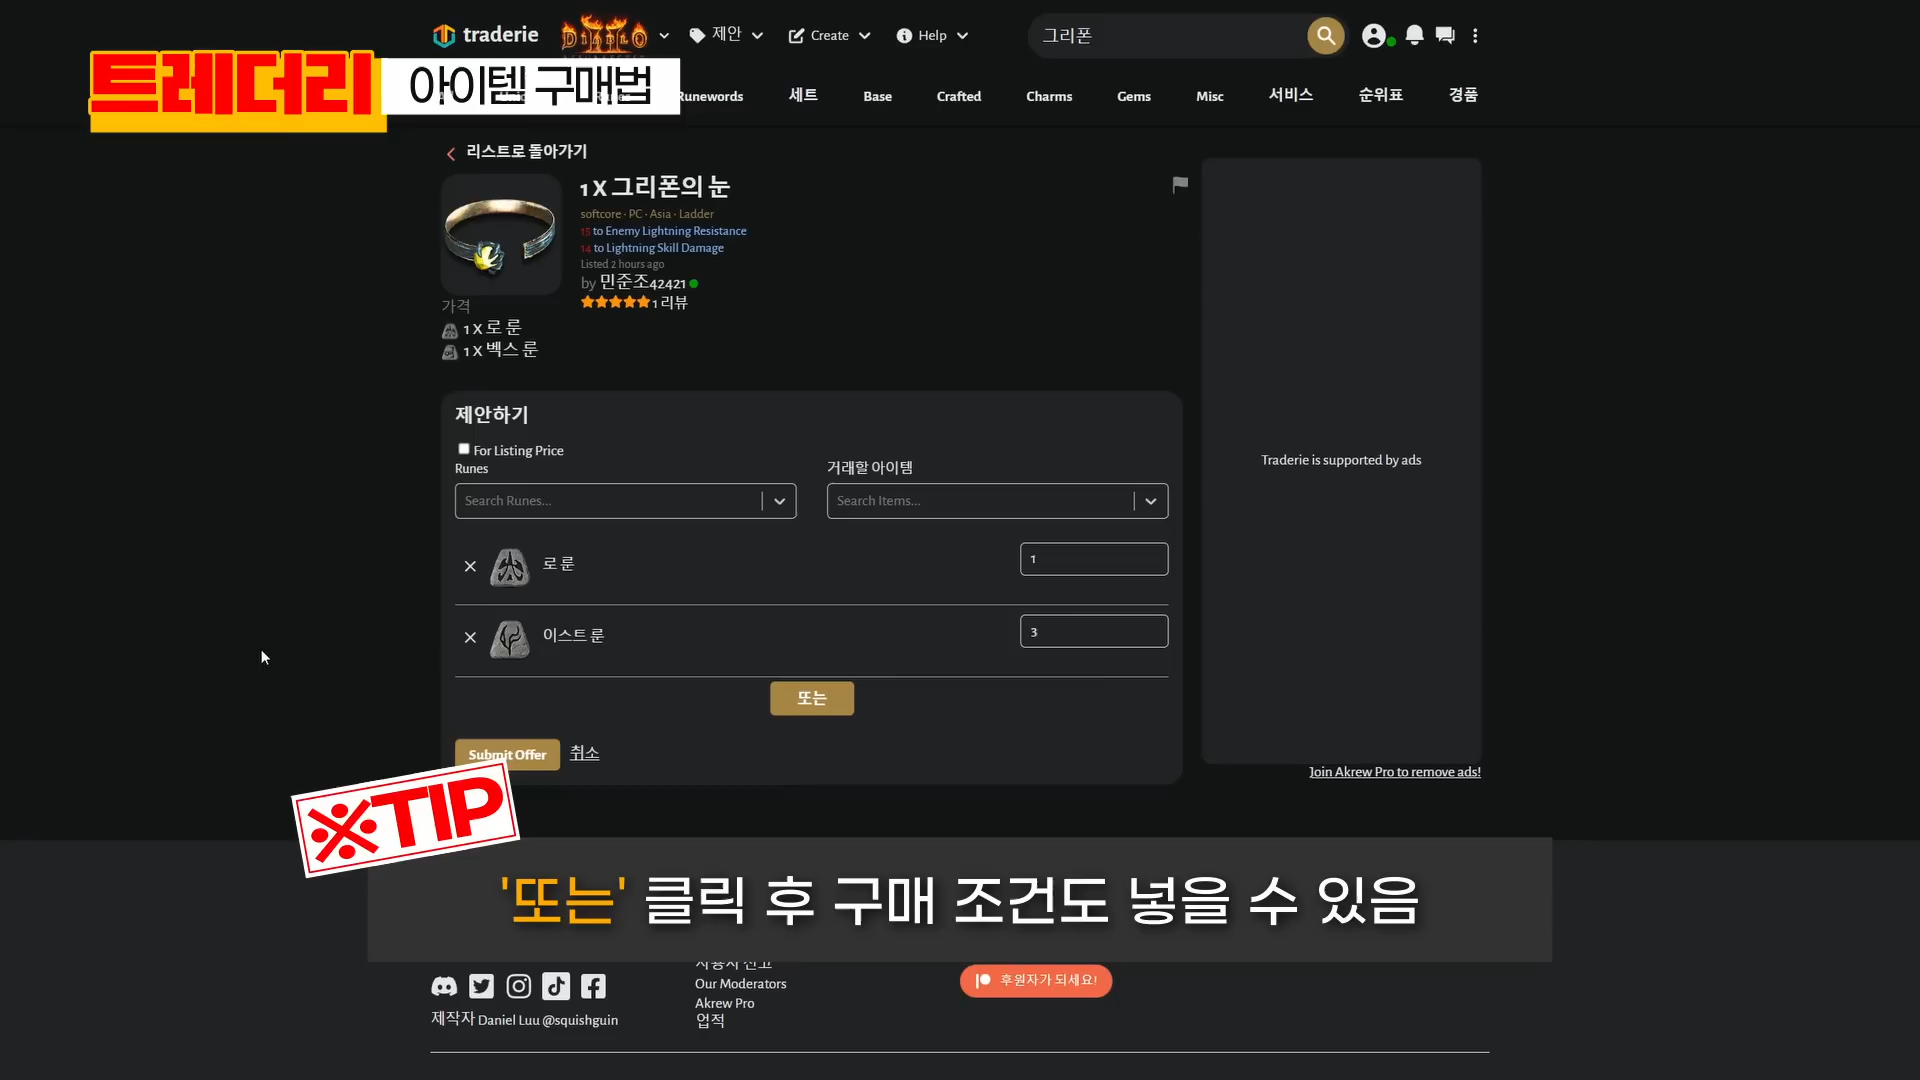 traderie
DIABLO
제안
Create
Help
그리폰
트레더리
아이템 구매법
Runewords
세트
Base
Crafted
Charms
Gems
Misc
서비스
순위표
경품
리스트로 돌아가기
1 X 그리폰의 눈
softcore · PC · Asia · Ladder
15 to Enemy Lightning Resistance
14 to Lightning Skill Damage
Listed 2 hours ago
by 민준조42421
1 리뷰
가격
1 X 로 룬
1 X 벡스 룬
제안하기
For Listing Price
Runes
거래할 아이템
Search Runes...
Search Items...
로 룬
1
이스트 룬
3
또는
Submit Offer
취소
Traderie is supported by ads
Join Akrew Pro to remove ads!
※TIP
'또는' 클릭 후 구매 조건도 넣을 수 있음
사용자 신고
Our Moderators
Akrew Pro
업적
후원자가 되세요!
제작자 Daniel Luu @squishguin